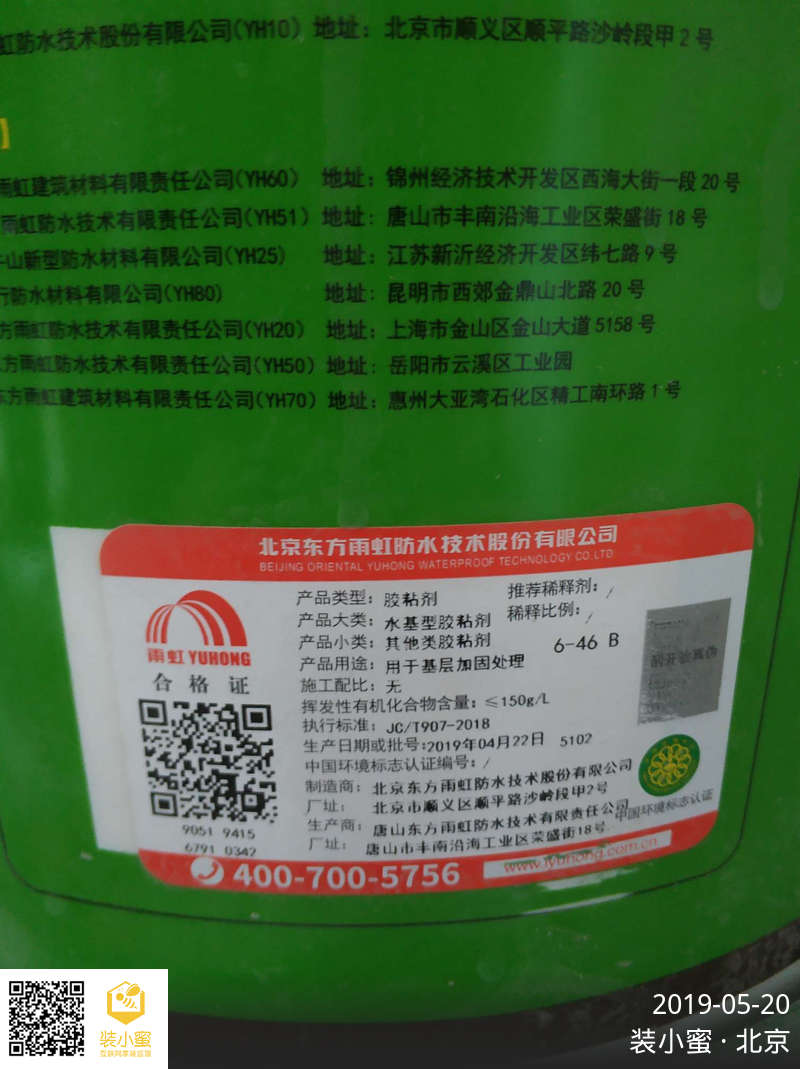 虹防水技术股份有限公司(YH10) 地址：北京市顺义区顺平路沙岭段甲2号
】
雨虹建筑材料有限责任公司(YH60) 地址：锦州经济技术开发区西海大街一段20号
雨虹防水技术有限责任公司(YH51) 地址：唐山市丰南沿海工业区荣盛街18号
山新型防水材料有限公司(YH25) 地址：江苏新沂经济开发区纬七路9号
行防水材料有限公司(YH80) 地址：昆明市西郊金鼎山北路20号
方雨虹防水技术有限责任公司(YH20) 地址：上海市金山区金山大道5158号
方雨虹防水技术有限责任公司(YH50) 地址：岳阳市云溪区工业园
东方雨虹建筑材料有限责任公司(YH70) 地址：惠州大亚湾石化区精工南环路1号
北京东方雨虹防水技术股份有限公司
BEIJING ORIENTAL YUHONG WATERPROOF TECHNOLOGY CO.LTD
雨虹 YUHONG
合格证
9051 9415
6791 0342
产品类型：胶粘剂 推荐稀释剂：/
产品大类：水基型胶粘剂 稀释比例：/
产品小类：其他类胶粘剂 6-46 B
产品用途：用于基层加固处理
施工配比：无
挥发性有机化合物含量：≤150g/L
执行标准：JC/T907-2018
生产日期或批号:2019年04月22日 5102
中国环境标志认证编号：/
制造商：北京东方雨虹防水技术股份有限公司
厂址：北京市顺义区顺平路沙岭段甲2号
生产商：唐山东方雨虹防水技术有限责任公司
厂址：唐山市丰南沿海工业区荣盛街18号
中国环境标志认证
400-700-5756
www.yuhong.com.cn
装小蜜
互联网家装监理
2019-05-20
装小蜜·北京